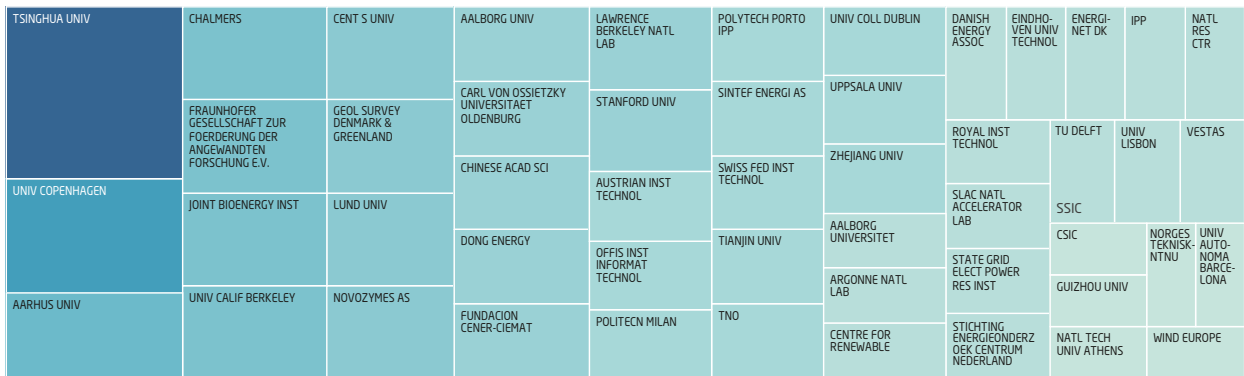 TSINGHUA UNIV
UNIV COPENHAGEN
AARHUS UNIV
CHALMERS
FRAUNHOFER
GESELLSCHAFT ZUR
FOERDERUNG DER
ANGEWANDTEN
FORSCHUNG E.V.
JOINT BIOENERGY INST
UNIV CALIF BERKELEY
CENT S UNIV
GEOL SURVEY
DENMARK &
GREENLAND
LUND UNIV
NOVOZYMES AS
AALBORG UNIV
CARL VON OSSIETZKY
UNIVERSITAET
OLDENBURG
CHINESE ACAD SCI
DONG ENERGY
FUNDACION
CENER-CIEMAT
LAWRENCE
BERKELEY NATL
LAB
STANFORD UNIV
AUSTRIAN INST
TECHNOL
OFFIS INST
INFORMAT
TECHNOL
POLITECN MILAN
POLYTECH PORTO
IPP
SINTEF ENERGI AS
SWISS FED INST
TECHNOL
TIANJIN UNIV
TNO
UNIV COLL DUBLIN
UPPSALA UNIV
ZHEJIANG UNIV
AALBORG
UNIVERSITET
ARGONNE NATL
LAB
CENTRE FOR
RENEWABLE
DANISH
ENERGY
ASSOC
EINDHO-
VEN UNIV
TECHNOL
ENERGI-
NET DK
IPP
NATL
RES
CTR
ROYAL INST
TECHNOL
SLAC NATL
ACCELERATOR
LAB
STATE GRID
ELECT POWER
RES INST
STICHTING
ENERGIEONDERZ
OEK CENTRUM
NEDERLAND
TU DELFT
SSIC
UNIV
LISBON
VESTAS
CSIC
GUIZHOU UNIV
NATL TECH
UNIV ATHENS
NORGES
TEKNISK-
NTNU
UNIV
AUTO-
NOMA
BARCE-
LONA
WIND EUROPE